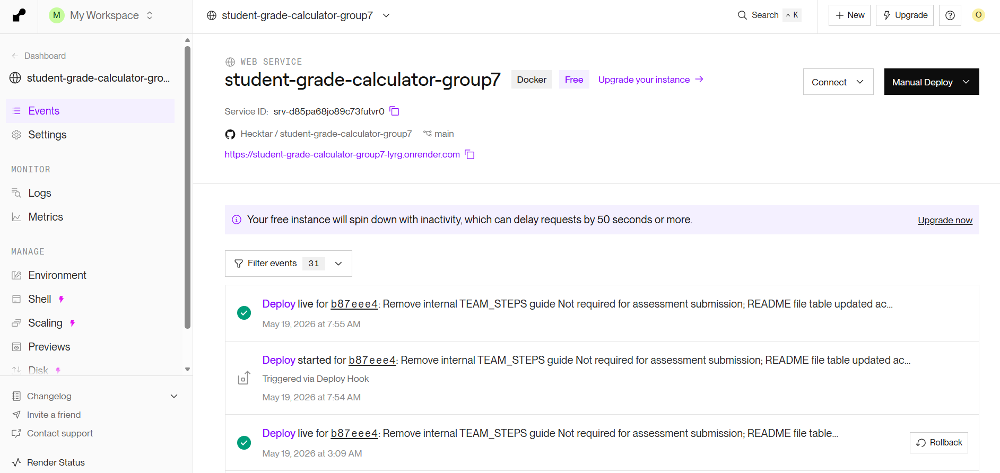 M My Workspace
student-grade-calculator-group7
Search ^ K
+ New
Upgrade
O
← Dashboard
student-grade-calculator-gro...
Events
Settings
MONITOR
Logs
Metrics
MANAGE
Environment
Shell
Scaling
Previews
Disk
Changelog
Invite a friend
Contact support
Render Status
WEB SERVICE
student-grade-calculator-group7 Docker Free Upgrade your instance →
Connect
Manual Deploy
Service ID: srv-d85pa68jo89c73futvr0
Hecktar / student-grade-calculator-group7 main
https://student-grade-calculator-group7-lyrg.onrender.com
Your free instance will spin down with inactivity, which can delay requests by 50 seconds or more.
Upgrade now
Filter events 31
Deploy live for b87eee4: Remove internal TEAM_STEPS guide Not required for assessment submission; README file table updated ac...
May 19, 2026 at 7:55 AM
Deploy started for b87eee4: Remove internal TEAM_STEPS guide Not required for assessment submission; README file table updated ac...
Triggered via Deploy Hook
May 19, 2026 at 7:54 AM
Deploy live for b87eee4: Remove internal TEAM_STEPS guide Not required for assessment submission; README file table...
May 19, 2026 at 3:09 AM
Rollback